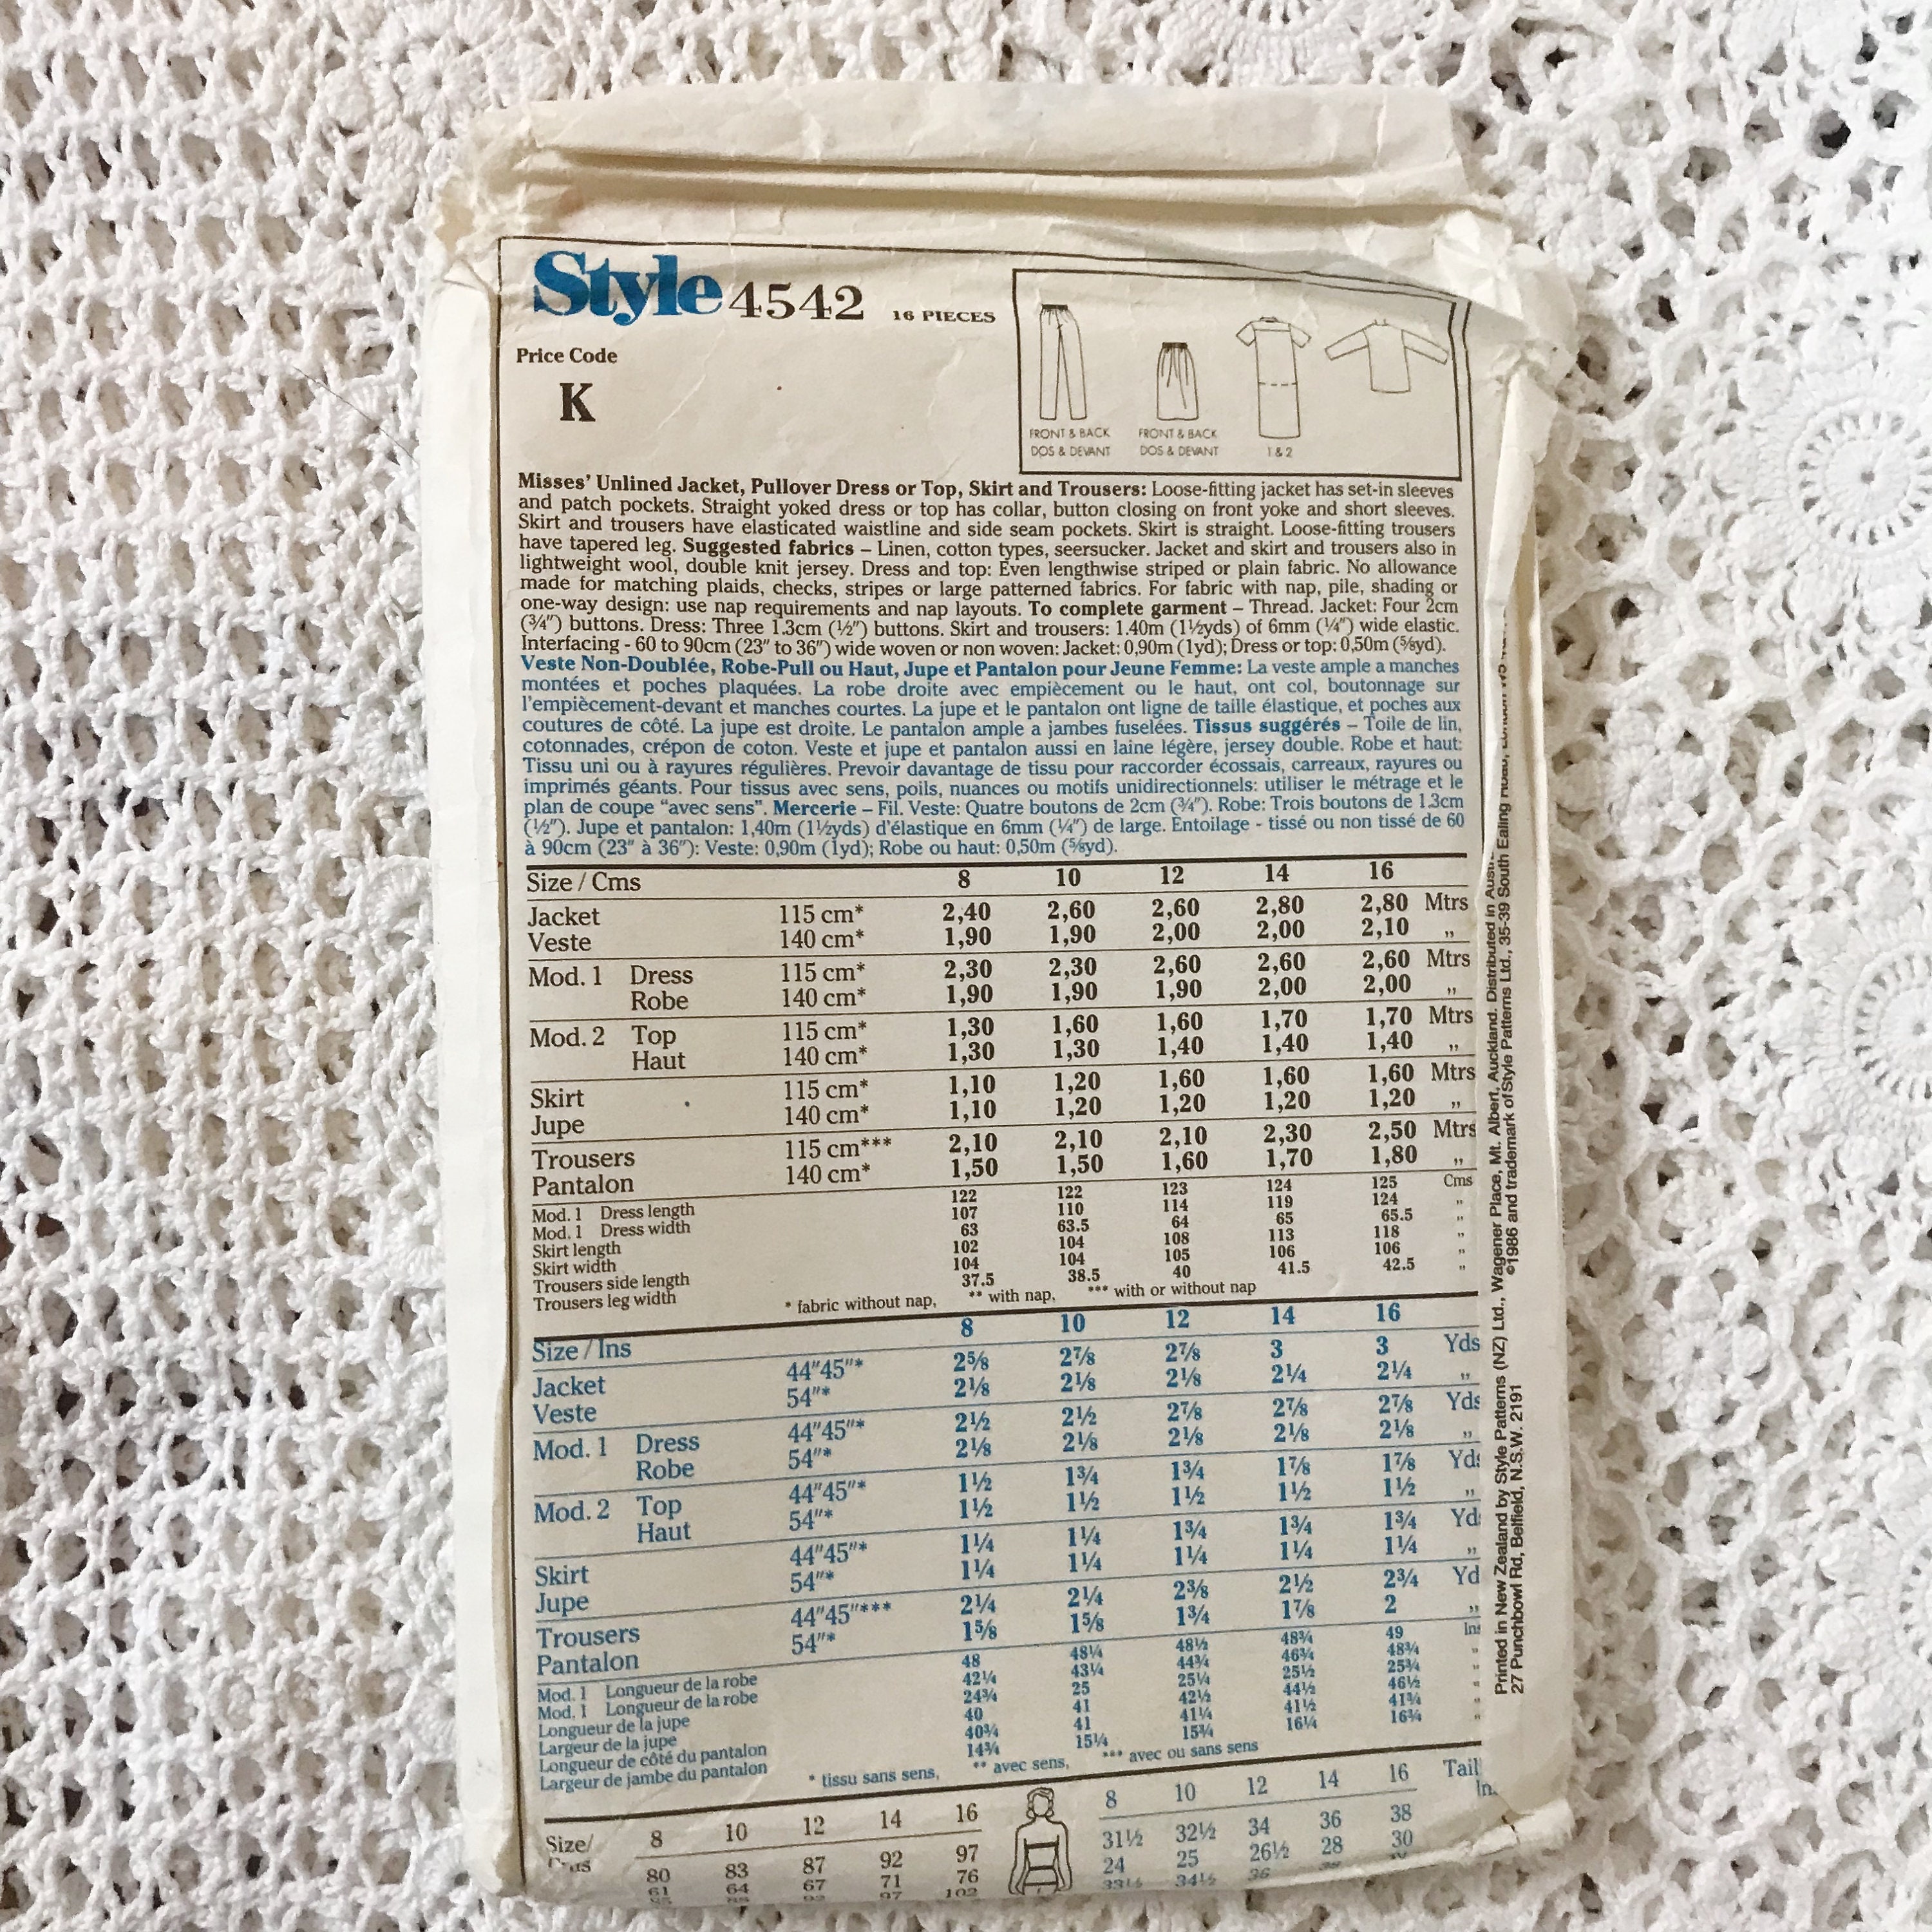 Style 4542 16 PIECES
Price Code
K
FRONT & BACK FRONT & BACK
DOS & DEVANT DOS & DEVANT 1 & 2
Misses' Unlined Jacket, Pullover Dress or Top, Skirt and Trousers: Loose-fitting jacket has set-in sleeves
and patch pockets. Straight yoked dress or top has collar, button closing on front yoke and short sleeves.
Skirt and trousers have elasticated waistline and side seam pockets. Skirt is straight. Loose-fitting trousers
have tapered leg. Suggested fabrics – Linen, cotton types, seersucker. Jacket and skirt and trousers also in
lightweight wool, double knit jersey. Dress and top: Even lengthwise striped or plain fabric. No allowance
made for matching plaids, checks, stripes or large patterned fabrics. For fabric with nap, pile, shading or
one-way design: use nap requirements and nap layouts. To complete garment – Thread. Jacket: Four 2cm
(¾") buttons. Dress: Three 1.3cm (½") buttons. Skirt and trousers: 1.40m (1½yds) of 6mm (¼") wide elastic.
Interfacing - 60 to 90cm (23" to 36") wide woven or non woven: Jacket: 0,90m (1yd); Dress or top: 0,50m (⅝yd).
Veste Non-Doublée, Robe-Pull ou Haut, Jupe et Pantalon pour Jeune Femme: La veste ample a manches
montées et poches plaquées. La robe droite avec empiècement ou le haut, ont col, boutonnage sur
l'empiècement-devant et manches courtes. La jupe et le pantalon ont ligne de taille élastique, et poches aux
coutures de côté. La jupe est droite. Le pantalon ample a jambes fuselées. Tissus suggérés – Toile de lin,
cotonnades, crépon de coton. Veste et jupe et pantalon aussi en laine légère, jersey double. Robe et haut:
Tissu uni ou à rayures régulières. Prevoir davantage de tissu pour raccorder écossais, carreaux, rayures ou
imprimés géants. Pour tissus avec sens, poils, nuances ou motifs unidirectionnels: utiliser le métrage et le
plan de coupe "avec sens". Mercerie – Fil. Veste: Quatre boutons de 2cm (¾"). Robe: Trois boutons de 1.3cm
(½"). Jupe et pantalon: 1,40m (1½yds) d'élastique en 6mm (¼") de large. Entoilage - tissé ou non tissé de 60
à 90cm (23" à 36"): Veste: 0,90m (1yd); Robe ou haut: 0,50m (⅝yd).
Size / Cms 8 10 12 14 16
Jacket 115 cm* 2,40 2,60 2,60 2,80 2,80 Mtrs
Veste 140 cm* 1,90 1,90 2,00 2,00 2,10 "
Mod. 1 Dress 115 cm* 2,30 2,30 2,60 2,60 2,60 Mtrs
Robe 140 cm* 1,90 1,90 1,90 2,00 2,00 "
Mod. 2 Top 115 cm* 1,30 1,60 1,60 1,70 1,70 Mtrs
Haut 140 cm* 1,30 1,30 1,40 1,40 1,40 "
Skirt 115 cm* 1,10 1,20 1,60 1,60 1,60 Mtrs
Jupe 140 cm* 1,10 1,20 1,20 1,20 1,20 "
Trousers 115 cm*** 2,10 2,10 2,10 2,30 2,50 Mtrs
Pantalon 140 cm* 1,50 1,50 1,60 1,70 1,80 "
Mod. 1 Dress length 122 122 123 124 125 Cms
Mod. 1 Dress width 107 110 114 119 124 "
Skirt length 63 63.5 64 65 65.5 "
Skirt width 102 104 108 113 118 "
Trousers side length 104 104 105 106 106 "
Trousers leg width 37.5 38.5 40 41.5 42.5 "
* fabric without nap, ** with nap, *** with or without nap
Size / Ins 8 10 12 14 16
Jacket 44"45"* 2⅝ 2⅞ 2⅞ 3 3 Yds
Veste 54"* 2⅛ 2⅛ 2⅛ 2¼ 2¼ "
Mod. 1 Dress 44"45"* 2½ 2½ 2⅞ 2⅞ 2⅞ Yds
Robe 54"* 2⅛ 2⅛ 2⅛ 2⅛ 2⅛ "
Mod. 2 Top 44"45"* 1½ 1¾ 1¾ 1⅞ 1⅞ Yds
Haut 54"* 1½ 1½ 1½ 1½ 1½ "
Skirt 44"45"* 1¼ 1¼ 1¾ 1¾ 1¾ Yd
Jupe 54"* 1¼ 1¼ 1¼ 1¼ 1¼ "
Trousers 44"45"*** 2¼ 2¼ 2⅜ 2½ 2¾ Yd
Pantalon 54"* 1⅝ 1⅝ 1¾ 1⅞ 2 "
Mod. 1 Longueur de la robe 48 48¼ 48½ 48¾ 49 Ins
Mod. 1 Longueur de la robe 42¼ 43¼ 44¾ 46¾ 48¾ "
Longueur de la jupe 24¾ 25 25¼ 25½ 25¾ "
Largeur de la jupe 40 41 42½ 44½ 46½ "
Longueur de côté du pantalon 40¾ 41 41¼ 41½ 41¾ "
Largeur de jambe du pantalon 14¾ 15¼ 15¾ 16¼ 16¾ "
* tissu sans sens, ** avec sens, *** avec ou sans sens
Size/ 8 10 12 14 16 8 10 12 14 16 Tail
80 83 87 92 97 31½ 32½ 34 36 38 In.
61 64 67 71 76 24 25 26½ 28 30
97 102 33½ 34½ 36
Printed in New Zealand by Style Patterns (NZ) Ltd., Wagener Place, Mt. Albert, Auckland. Distributed in Aust
27 Punchbowl Rd, Belfield, N.S.W. 2191 ©1986 and trademark of Style Patterns Ltd., 35-39 South Ealing Road, London W5